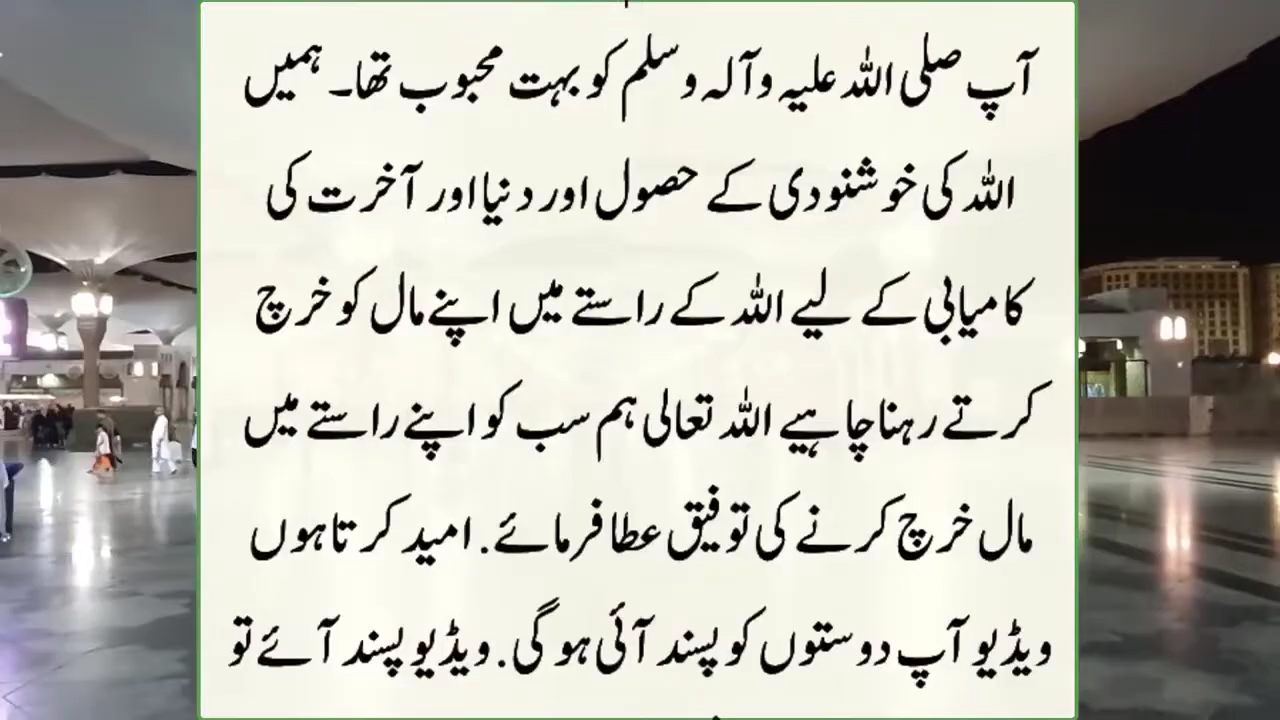 آپ صلی اللہ علیہ وآلہ وسلم کو بہت محبوب تھا۔ ہمیں
اللہ کی خوشنودی کے حصول اور دنیا اور آخرت کی
کامیابی کے لیے اللہ کے راستے میں اپنے مال کو خرچ
کرتے رہنا چاہیے اللہ تعالی ہم سب کو اپنے راستے میں
مال خرچ کرنے کی توفیق عطا فرمائے. امید کرتا ہوں
ویڈیو آپ دوستوں کو پسند آئی ہو گی. ویڈیو پسند آئے تو